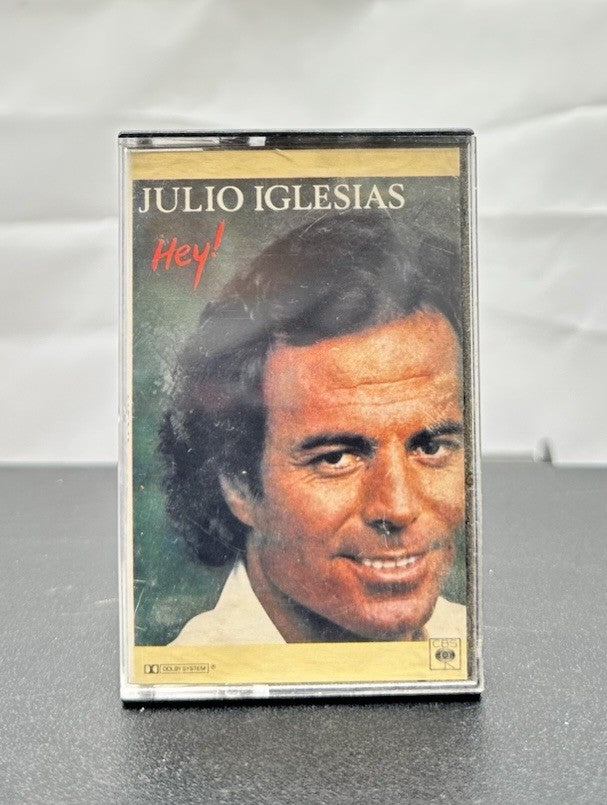 JULIO IGLESIAS
Hey!
CBS
DOLBY SYSTEM ®